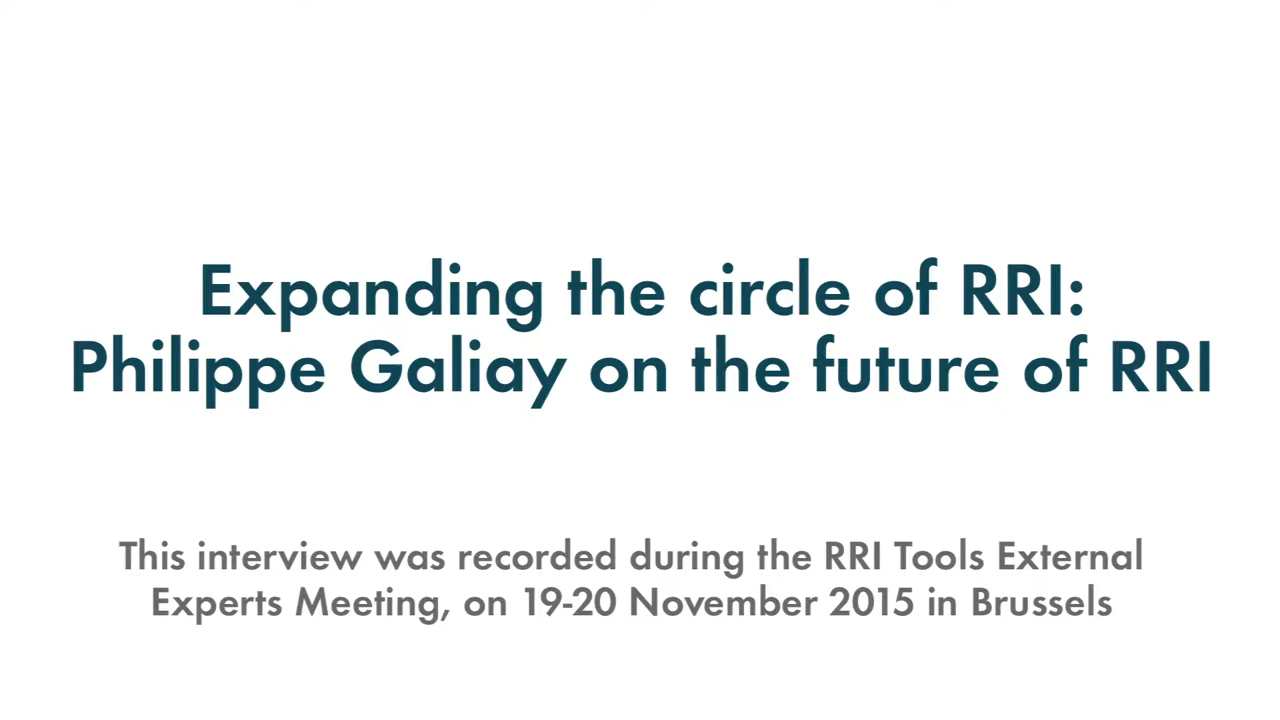 Expanding the circle of RRI:
Philippe Galiay on the future of RRI
This interview was recorded during the RRI Tools External
Experts Meeting, on 19-20 November 2015 in Brussels